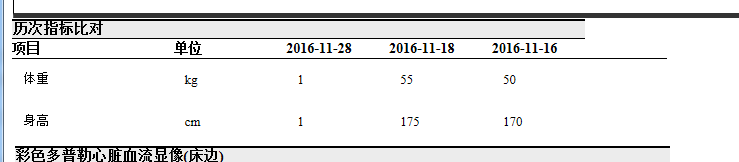 历次指标比对
项目 单位 2016-11-28 2016-11-18 2016-11-16
体重 kg 1 55 50
身高 cm 1 175 170
彩色多普勒心脏血流显像(床边)